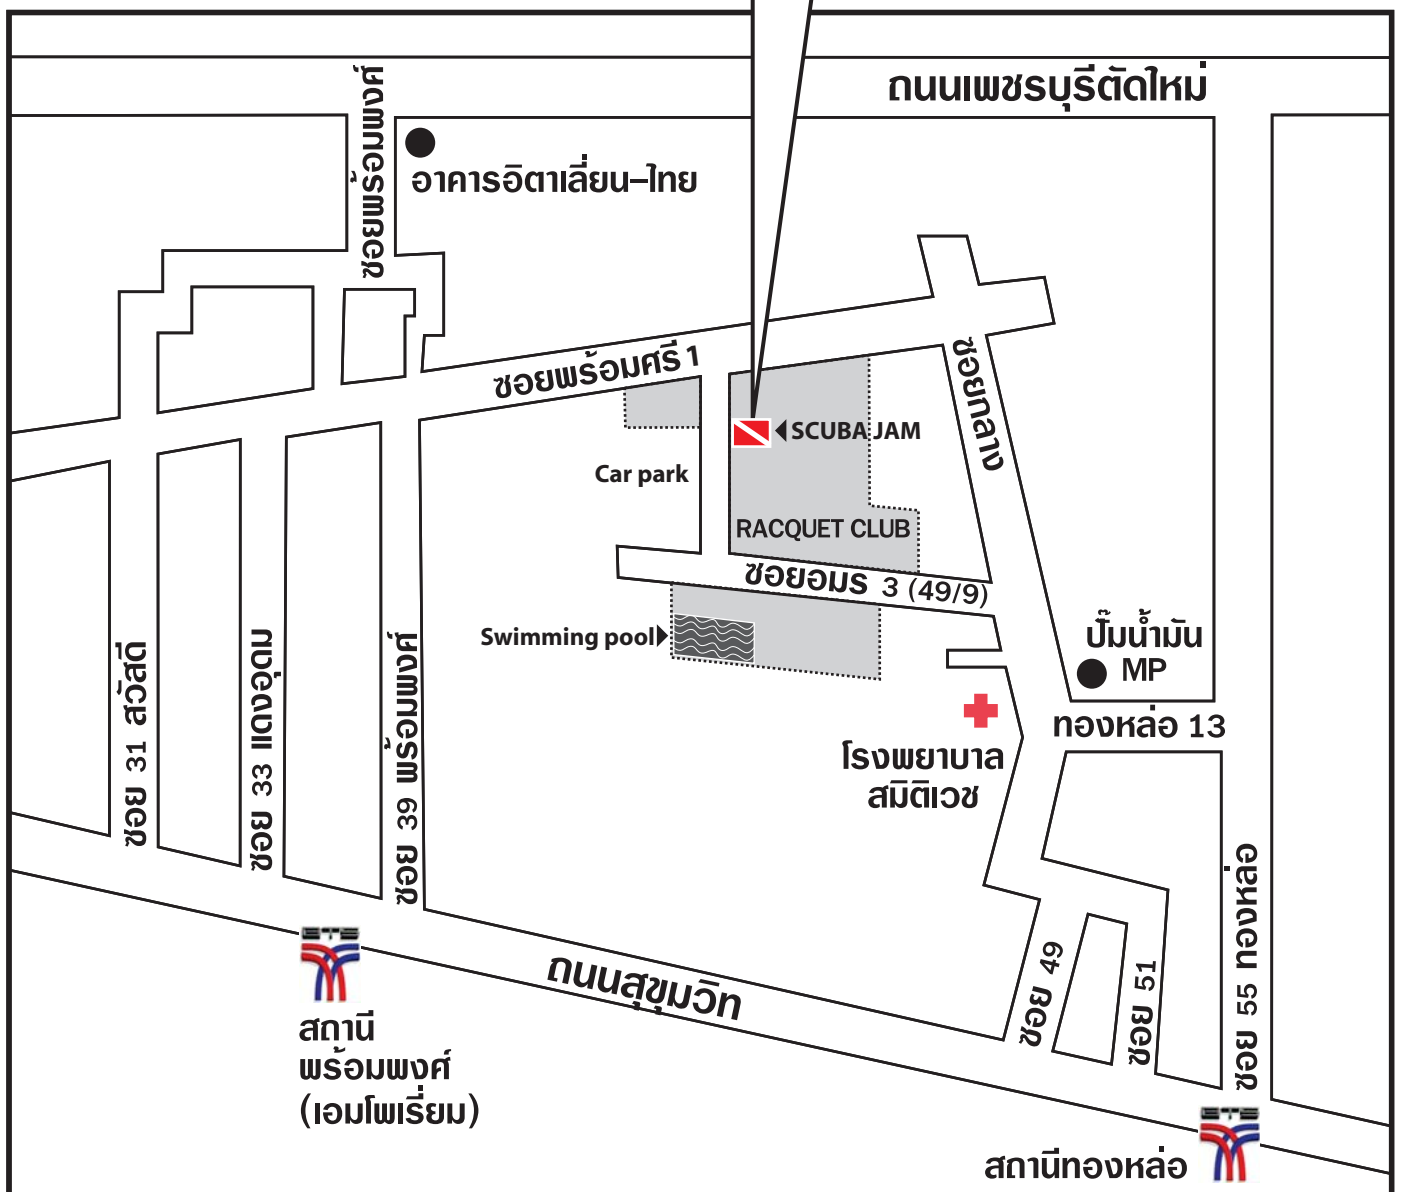 ถนนเพชรบุรีตัดใหม่
ซอยพร้อมพงษ์
อาคารอิตาเลี่ยน-ไทย
ซอยพร้อมศรี 1
ซอยกลาง
SCUBA JAM
Car park
RACQUET CLUB
ซอยอมร 3 (49/9)
Swimming pool
ปั๊มน้ำมัน
MP
ทองหล่อ 13
โรงพยาบาล
สมิติเวช
ซอย 31 สวัสดี
ซอย 33 แดงอุดง
ซอย 39 พร้อมพงษ์
ซอย 49
ซอย 51
ซอย 55 ทองหล่อ
ถนนสุขุมวิท
BTS
สถานี
พร้อมพงศ์
(เอมโพเรี่ยม)
BTS
สถานีทองหล่อ